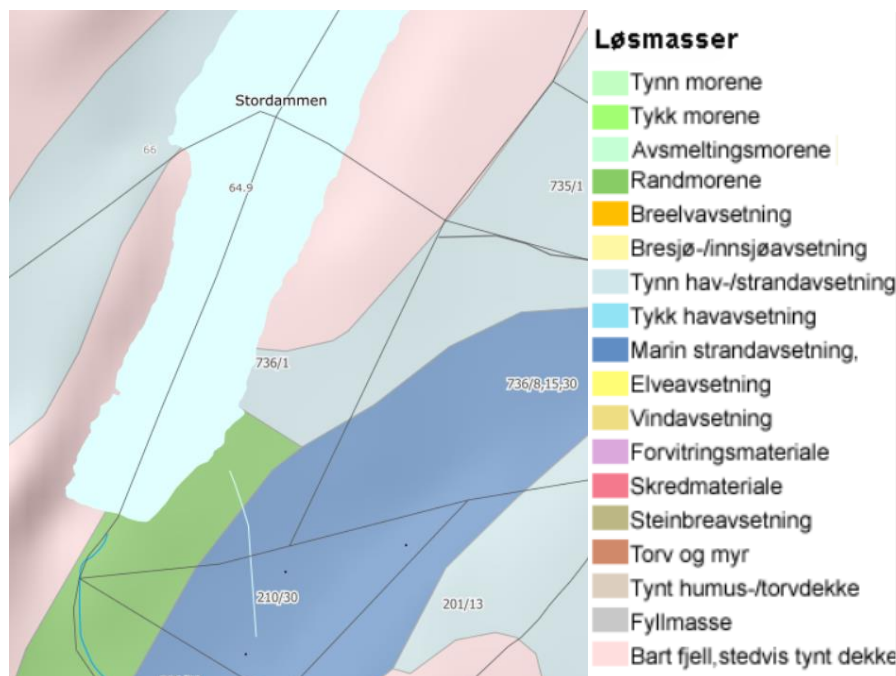 Stordammen
66
64.9
735/1
736/1
736/8,15,30
210/30
201/13
Løsmasser
Tynn morene
Tykk morene
Avsmeltingsmorene
Randmorene
Breelvavsetning
Bresjø-/innsjøavsetning
Tynn hav-/strandavsetning
Tykk havavsetning
Marin strandavsetning,
Elveavsetning
Vindavsetning
Forvitringsmateriale
Skredmateriale
Steinbreavsetning
Torv og myr
Tynt humus-/torvdekke
Fyllmasse
Bart fjell,stedvis tynt dekke